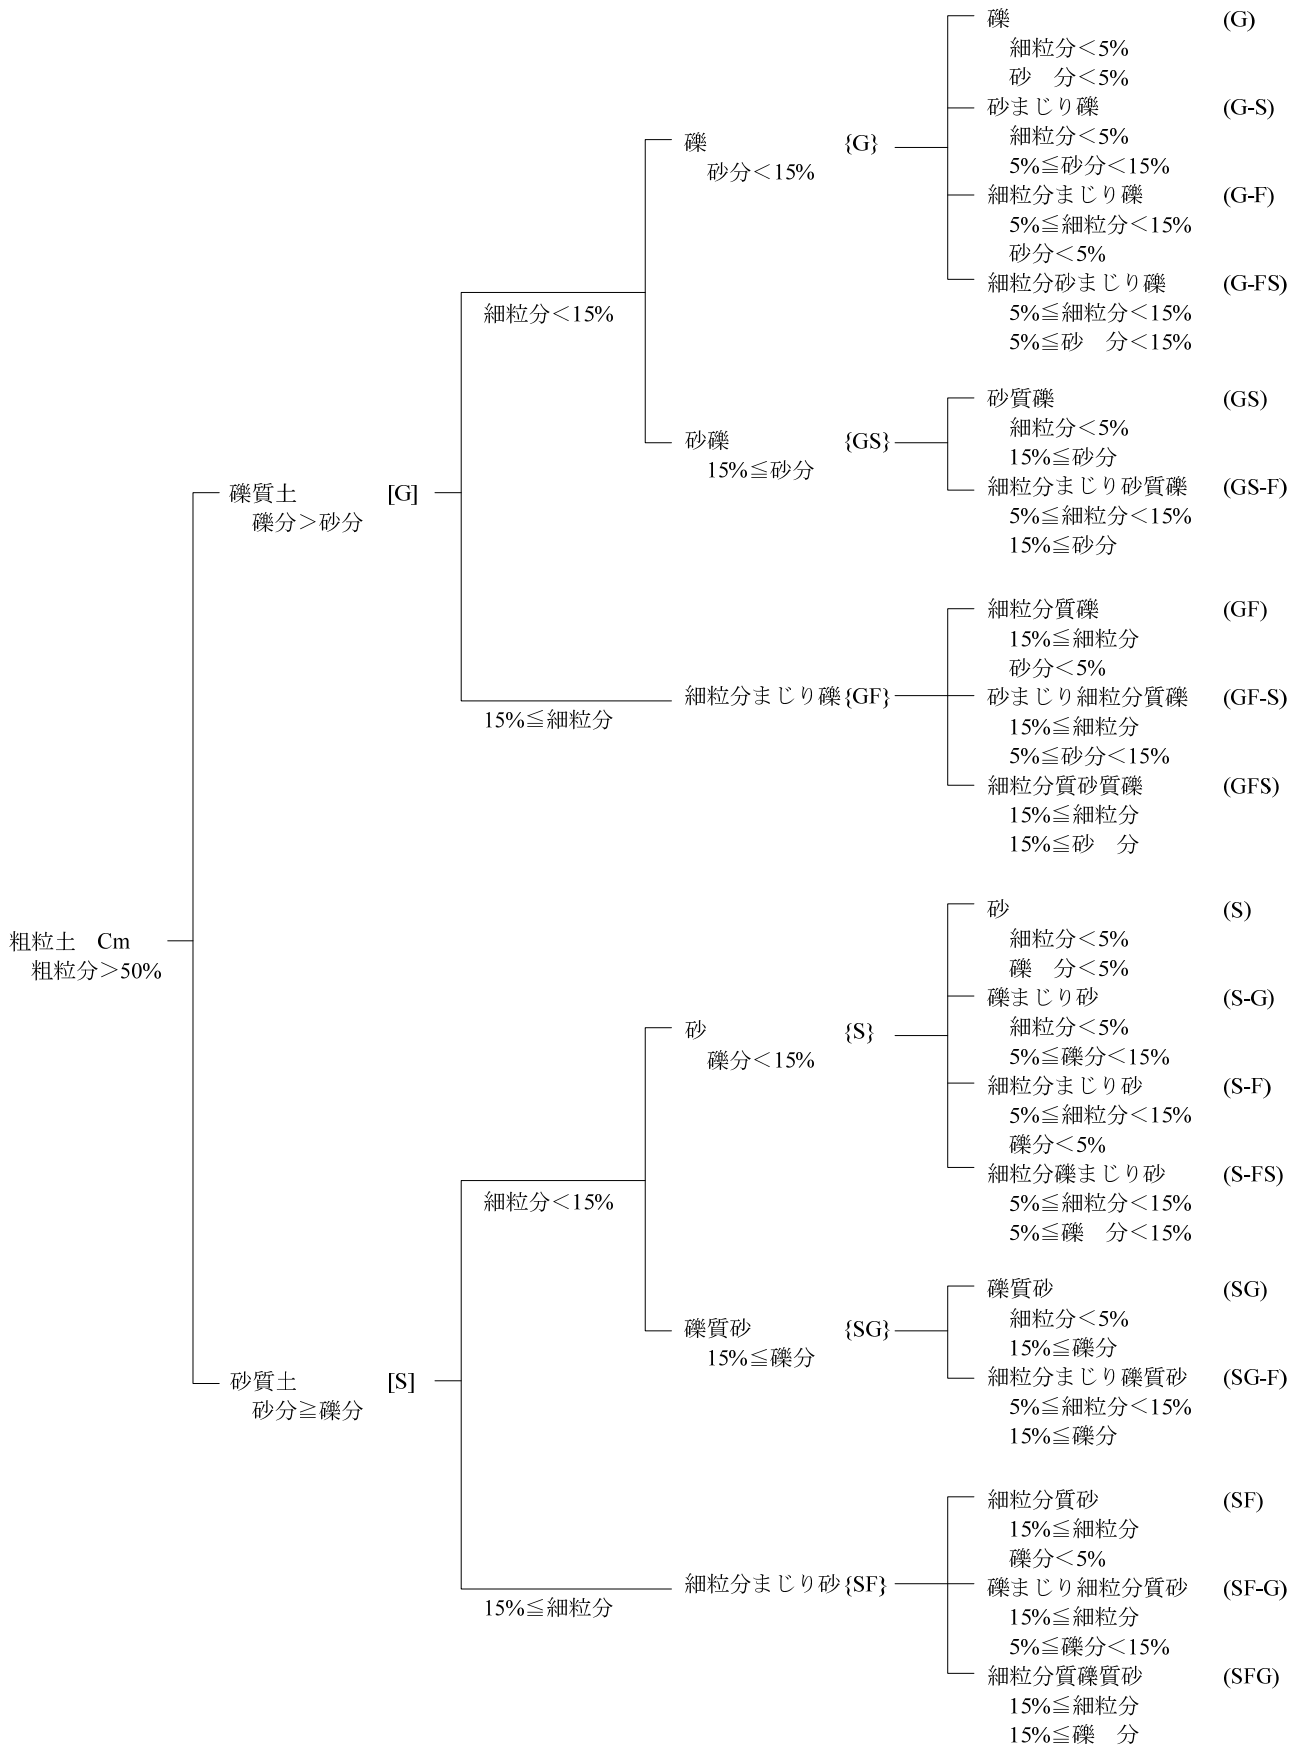 礫 (G)
細粒分＜5%
砂　分＜5%
砂まじり礫 (G-S)
細粒分＜5%
5%≦砂分＜15%
細粒分まじり礫 (G-F)
5%≦細粒分＜15%
砂分＜5%
細粒分砂まじり礫 (G-FS)
5%≦細粒分＜15%
5%≦砂　分＜15%
礫 {G}
砂分＜15%
細粒分＜15%
砂質礫 (GS)
細粒分＜5%
15%≦砂分
細粒分まじり砂質礫 (GS-F)
5%≦細粒分＜15%
15%≦砂分
砂礫 {GS}
15%≦砂分
礫質土 [G]
礫分＞砂分
細粒分質礫 (GF)
15%≦細粒分
砂分＜5%
砂まじり細粒分質礫 (GF-S)
15%≦細粒分
5%≦砂分＜15%
細粒分質砂質礫 (GFS)
15%≦細粒分
15%≦砂　分
細粒分まじり礫 {GF}
15%≦細粒分
粗粒土　Cm
粗粒分＞50%
砂 (S)
細粒分＜5%
礫　分＜5%
礫まじり砂 (S-G)
細粒分＜5%
5%≦礫分＜15%
細粒分まじり砂 (S-F)
5%≦細粒分＜15%
礫分＜5%
細粒分礫まじり砂 (S-FS)
5%≦細粒分＜15%
5%≦礫　分＜15%
砂 {S}
礫分＜15%
細粒分＜15%
礫質砂 (SG)
細粒分＜5%
15%≦礫分
細粒分まじり礫質砂 (SG-F)
5%≦細粒分＜15%
15%≦礫分
礫質砂 {SG}
15%≦礫分
砂質土 [S]
砂分≧礫分
細粒分質砂 (SF)
15%≦細粒分
礫分＜5%
礫まじり細粒分質砂 (SF-G)
15%≦細粒分
5%≦礫分＜15%
細粒分質礫質砂 (SFG)
15%≦細粒分
15%≦礫　分
細粒分まじり砂 {SF}
15%≦細粒分